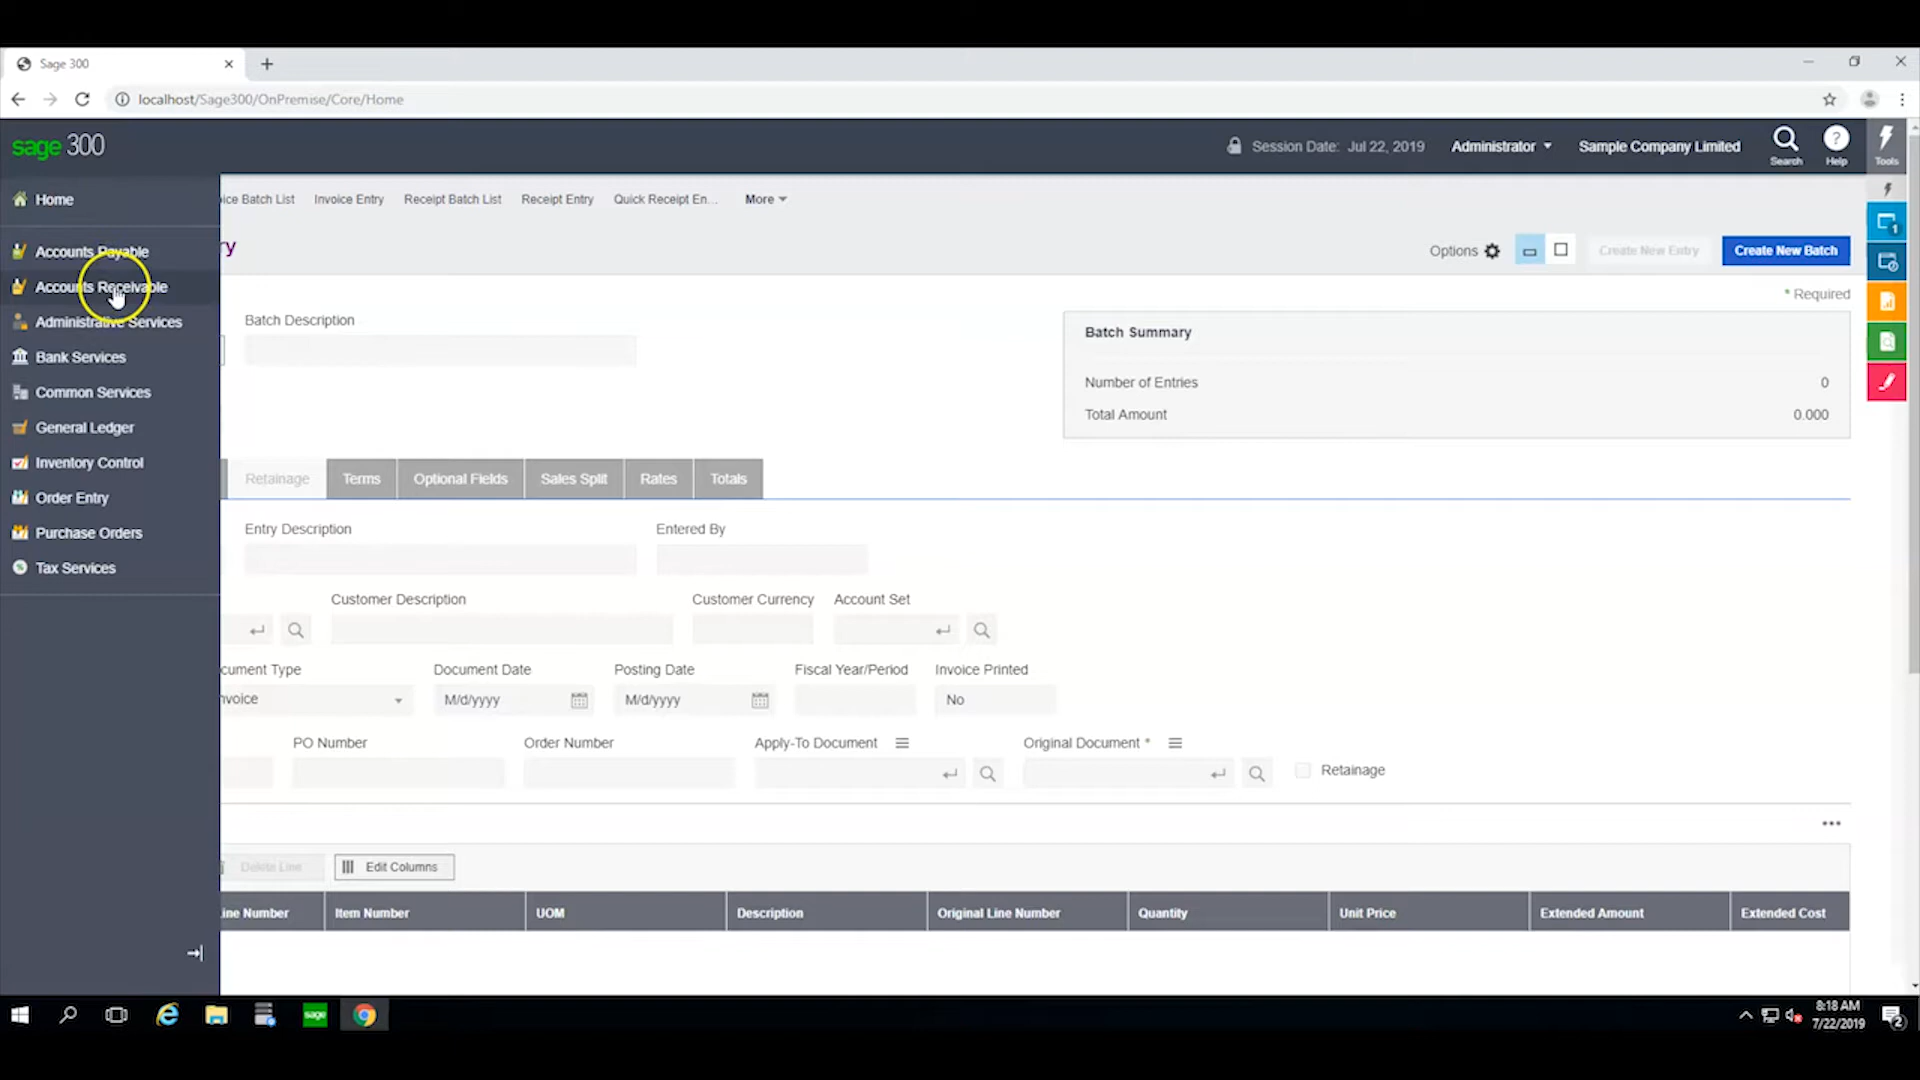 Sage 300
localhost/Sage300/OnPremise/Core/Home
sage 300
Session Date: Jul 22, 2019
Administrator
Sample Company Limited
Search
Help
Tools
Home
ice Batch List
Invoice Entry
Receipt Batch List
Receipt Entry
Quick Receipt En...
More
ry
Options
Create New Entry
Create New Batch
1
* Required
Accounts Payable
Accounts Receivable
Administrative Services
Bank Services
Common Services
General Ledger
Inventory Control
Order Entry
Purchase Orders
Tax Services
Batch Description
Batch Summary
Number of Entries 0
Total Amount 0.000
Retainage
Terms
Optional Fields
Sales Split
Rates
Totals
Entry Description
Entered By
Customer Description
Customer Currency
Account Set
cument Type
Document Date
Posting Date
Fiscal Year/Period
Invoice Printed
nvoice
M/d/yyyy
M/d/yyyy
No
PO Number
Order Number
Apply-To Document
Original Document *
Retainage
Delete Line
Edit Columns
ine Number
Item Number
UOM
Description
Original Line Number
Quantity
Unit Price
Extended Amount
Extended Cost
sage
8:18 AM
7/22/2019
2